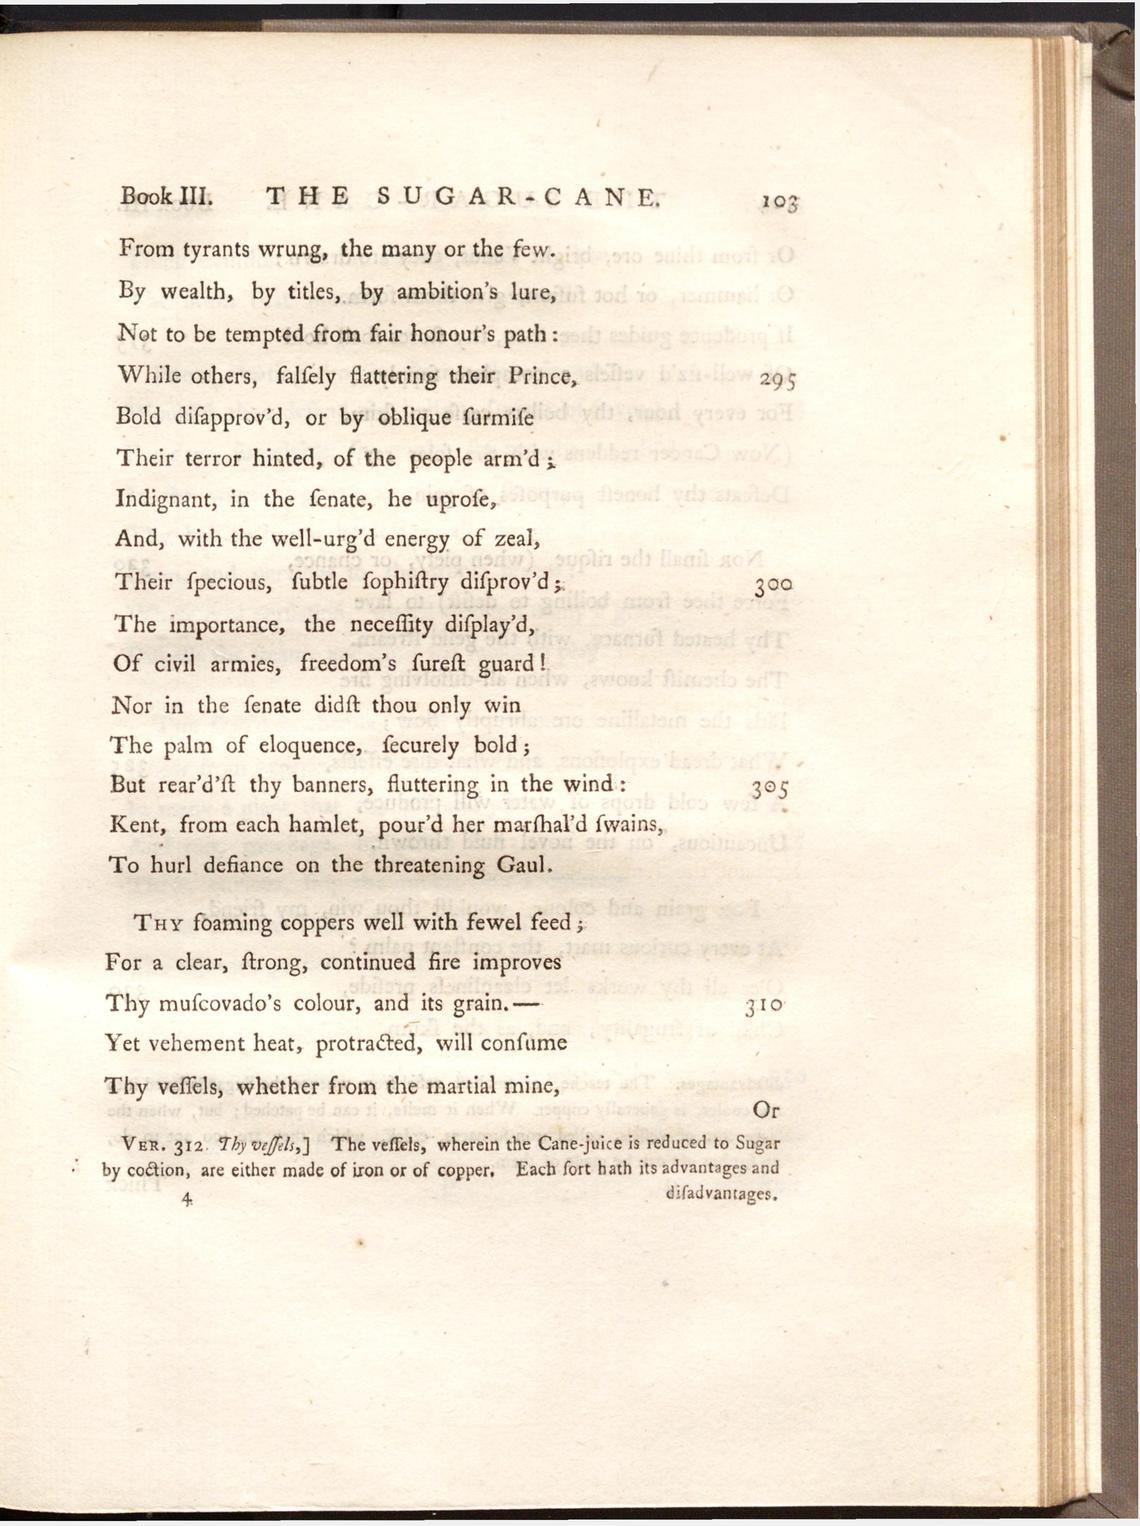 Book III. THE SUGAR-CANE. 103
From tyrants wrung, the many or the few.
By wealth, by titles, by ambition's lure,
Not to be tempted from fair honour's path:
While others, falſely flattering their Prince, 295
Bold diſapprov'd, or by oblique ſurmiſe
Their terror hinted, of the people arm'd;
Indignant, in the ſenate, he uproſe,
And, with the well-urg'd energy of zeal,
Their ſpecious, ſubtle ſophiſtry diſprov'd; 300
The importance, the neceſſity diſplay'd,
Of civil armies, freedom's ſureſt guard!
Nor in the ſenate didſt thou only win
The palm of eloquence, ſecurely bold;
But rear'd'ſt thy banners, fluttering in the wind: 305
Kent, from each hamlet, pour'd her marſhal'd ſwains,
To hurl defiance on the threatening Gaul.
THY foaming coppers well with fewel feed;
For a clear, ſtrong, continued fire improves
Thy muſcovado's colour, and its grain.— 310
Yet vehement heat, protracted, will conſume
Thy veſſels, whether from the martial mine,
Or
VER. 312. Thy veſſels,] The veſſels, wherein the Cane-juice is reduced to Sugar
by coction, are either made of iron or of copper. Each ſort hath its advantages and
4 diſadvantages.